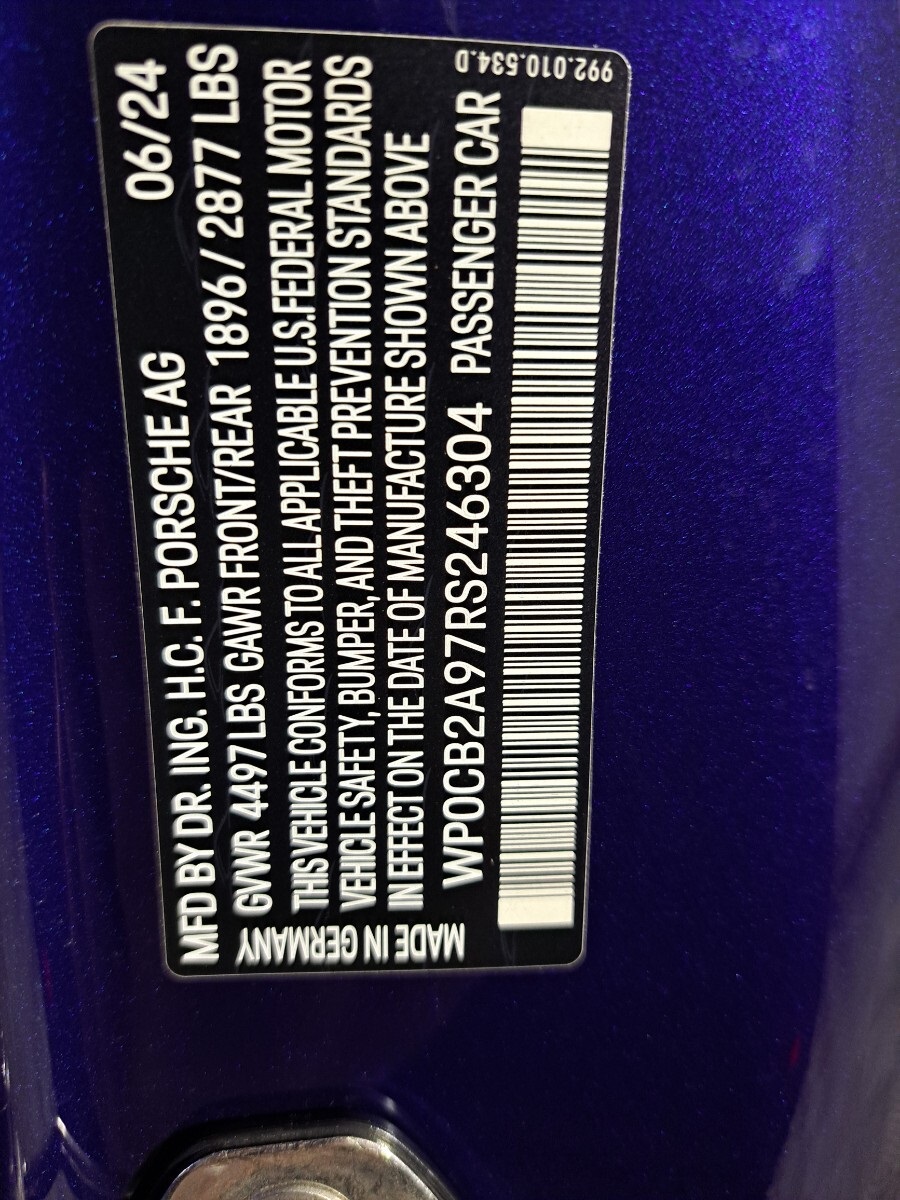 MFD BY DR. ING. H.C. F. PORSCHE AG 06/24
GVWR 4497 LBS GAWR FRONT/REAR 1896 / 2877 LBS
THIS VEHICLE CONFORMS TO ALL APPLICABLE U.S.FEDERAL MOTOR
VEHICLE SAFETY, BUMPER, AND THEFT PREVENTION STANDARDS
IN EFFECT ON THE DATE OF MANUFACTURE SHOWN ABOVE
WP0CB2A97RS246304 PASSENGER CAR
MADE IN GERMANY
992.010.534.D